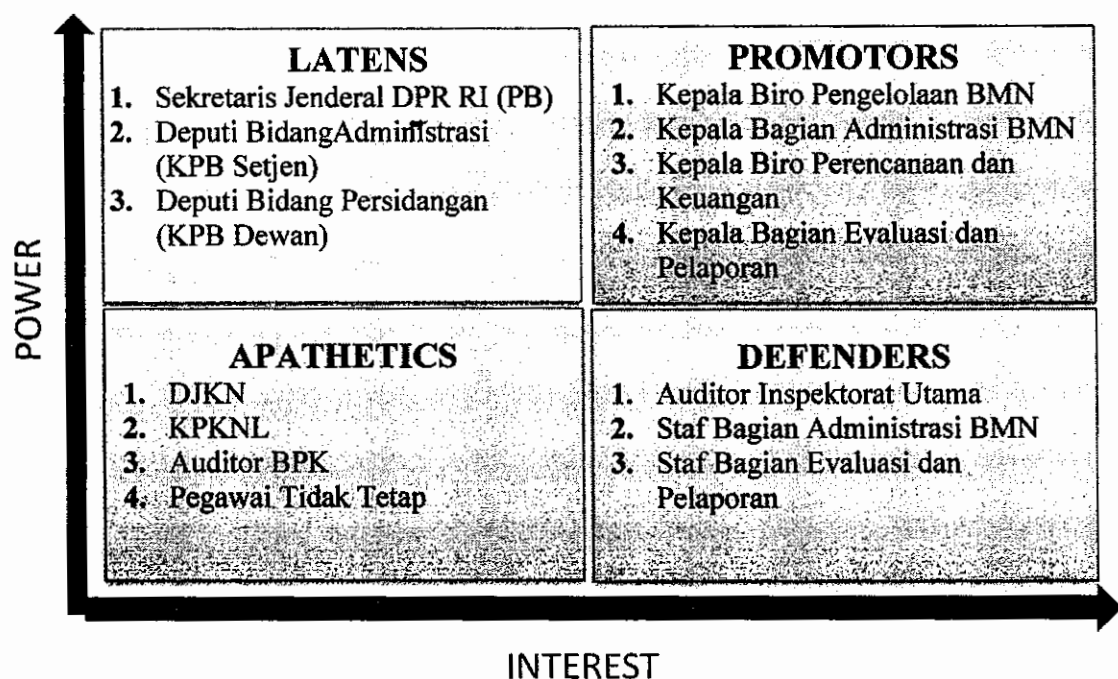 LATENS
1. Sekretaris Jenderal DPR RI (PB)
2. Deputi BidangAdministrasi
(KPB Setjen)
3. Deputi Bidang Persidangan
(KPB Dewan)
PROMOTORS
1. Kepala Biro Pengelolaan BMN
2. Kepala Bagian Administrasi BMN
3. Kepala Biro Perencanaan dan
Keuangan
4. Kepala Bagian Evaluasi dan
Pelaporan
APATHETICS
1. DJKN
2. KPKNL
3. Auditor BPK
4. Pegawai Tidak Tetap
DEFENDERS
1. Auditor Inspektorat Utama
2. Staf Bagian Administrasi BMN
3. Staf Bagian Evaluasi dan
Pelaporan
POWER
INTEREST